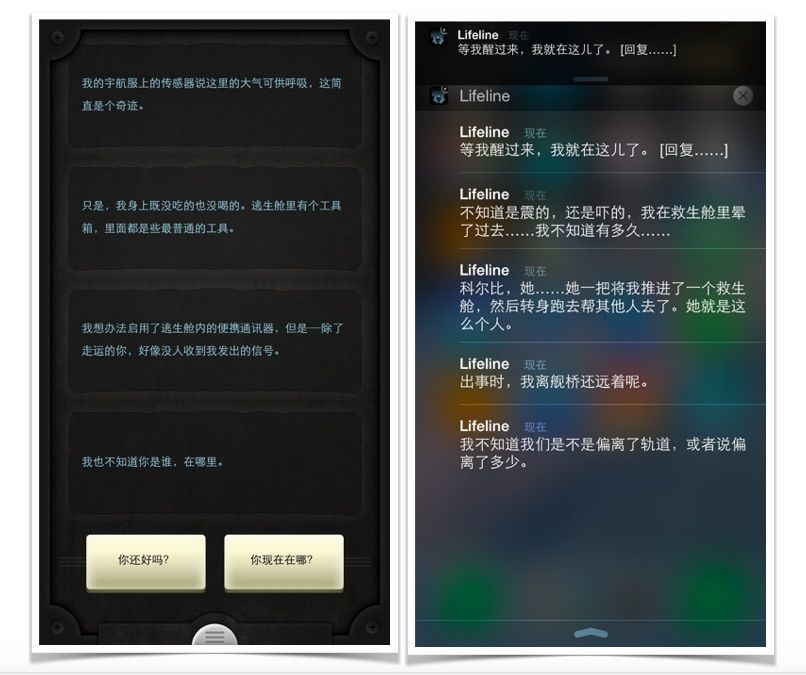 我的宇航服上的传感器说这里的大气可供呼吸，这简
直是个奇迹。
只是，我身上既没吃的也没喝的。逃生舱里有个工具
箱，里面都是些最普通的工具。
我想办法启用了逃生舱内的便携通讯器，但是—除了
走运的你，好像没人收到我发出的信号。
我也不知道你是谁，在哪里。
你还好吗？
你现在在哪？
Lifeline 现在
等我醒过来，我就在这儿了。 [回复……]
Lifeline
Lifeline 现在
等我醒过来，我就在这儿了。 [回复……]
Lifeline 现在
不知道是震的，还是吓的，我在救生舱里晕
了过去……我不知道有多久……
Lifeline 现在
科尔比，她……她一把将我推进了一个救生
舱，然后转身跑去帮其他人去了。她就是这
么个人。
Lifeline 现在
出事时，我离舰桥还远着呢。
Lifeline 现在
我不知道我们是不是偏离了轨道，或者说偏
离了多少。